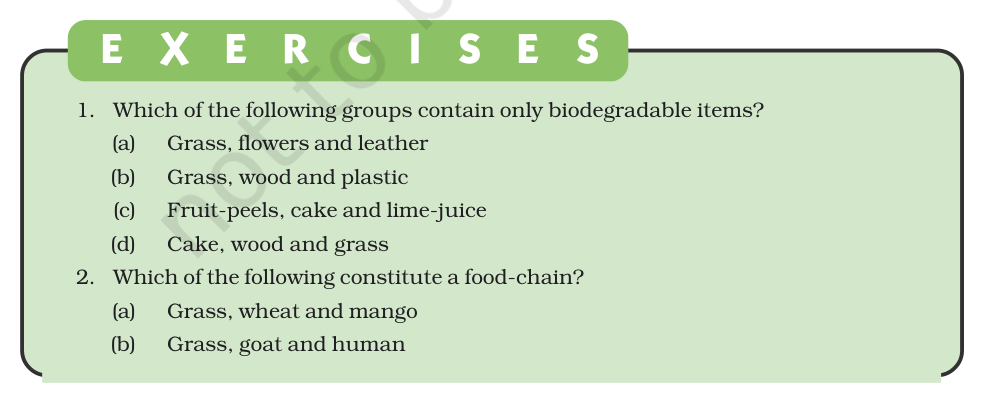 EXERCISES
1. Which of the following groups contain only biodegradable items?
(a) Grass, flowers and leather
(b) Grass, wood and plastic
(c) Fruit-peels, cake and lime-juice
(d) Cake, wood and grass
2. Which of the following constitute a food-chain?
(a) Grass, wheat and mango
(b) Grass, goat and human
not to b